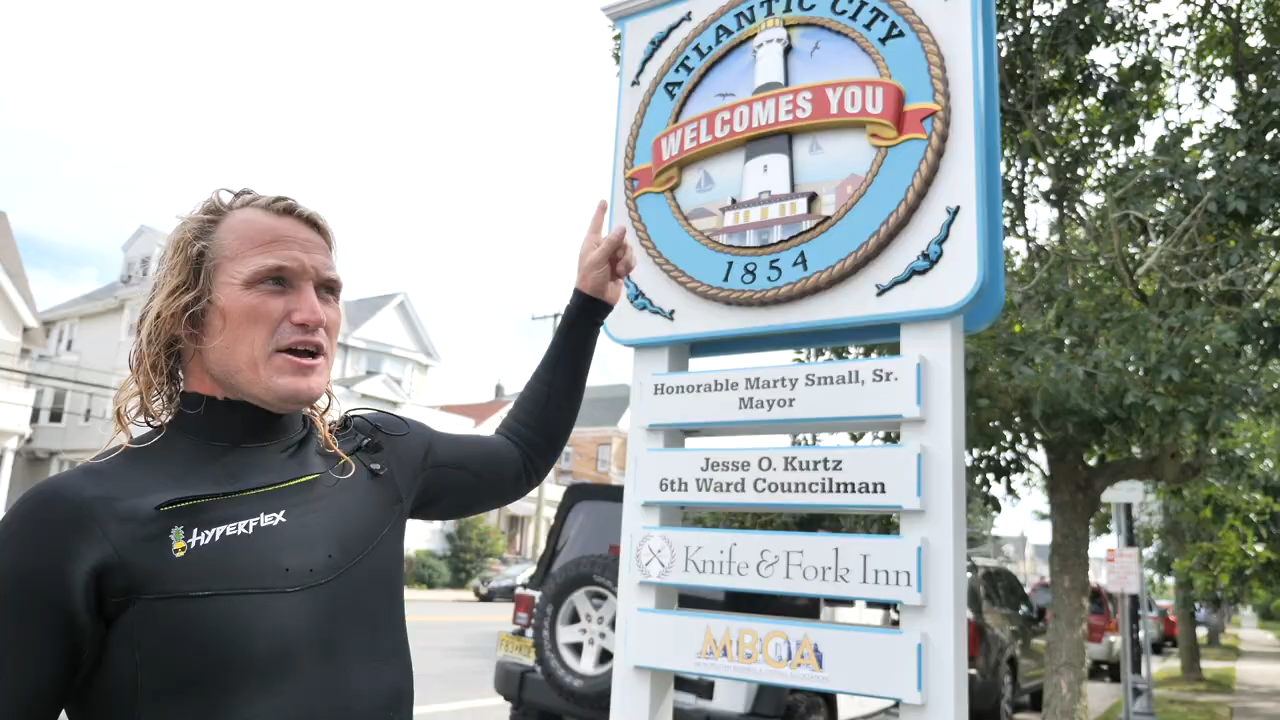 ATLANTIC CITY
WELCOMES YOU
1854
Honorable Marty Small, Sr.
Mayor
Jesse O. Kurtz
6th Ward Councilman
Knife & Fork Inn
MBCA
HYPERFLEX